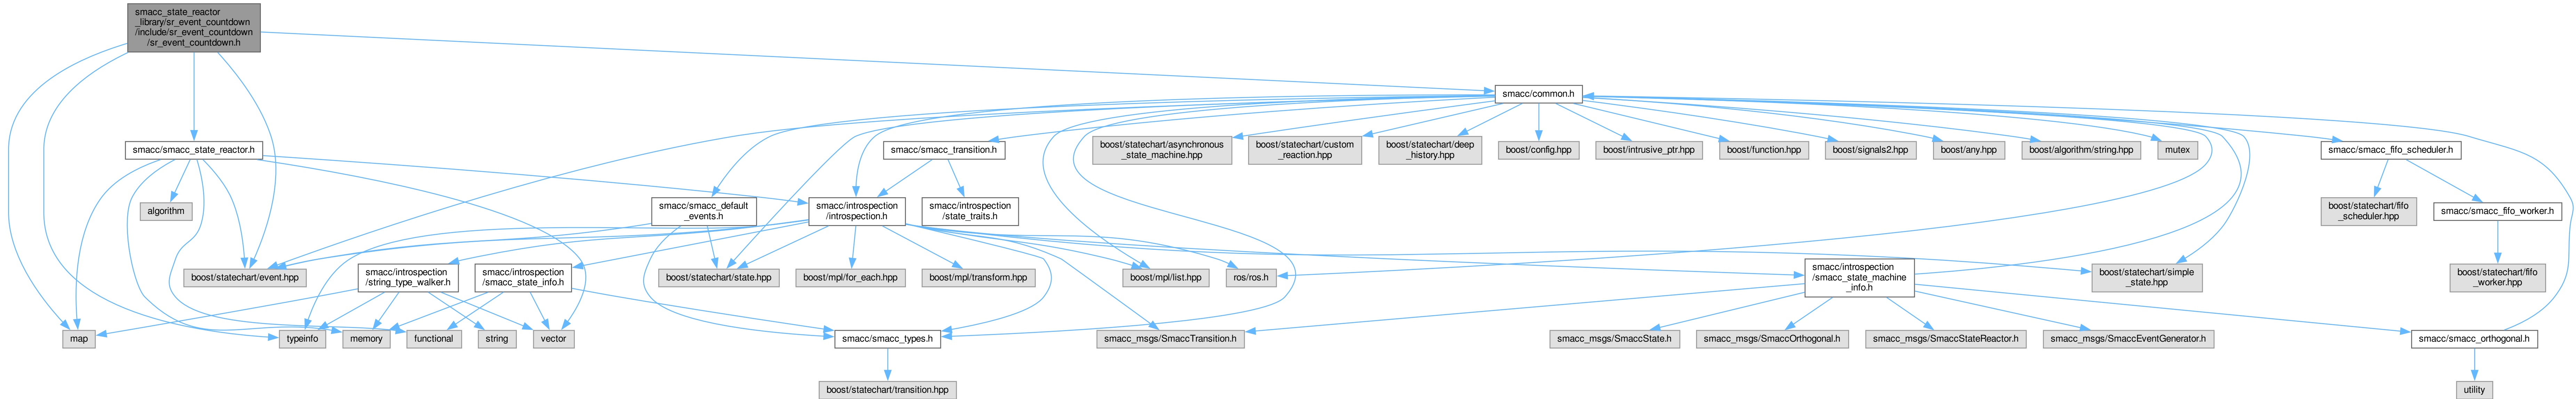 smacc_state_reactor
_library/sr_event_countdown
/include/sr_event_countdown
/sr_event_countdown.h
smacc/common.h
smacc/smacc_state_reactor.h
smacc/smacc_transition.h
boost/statechart/asynchronous
_state_machine.hpp
boost/statechart/custom
_reaction.hpp
boost/statechart/deep
_history.hpp
boost/config.hpp
boost/intrusive_ptr.hpp
boost/function.hpp
boost/signals2.hpp
boost/any.hpp
boost/algorithm/string.hpp
mutex
smacc/smacc_fifo_scheduler.h
algorithm
smacc/smacc_default
_events.h
smacc/introspection
/introspection.h
smacc/introspection
/state_traits.h
boost/statechart/fifo
_scheduler.hpp
smacc/smacc_fifo_worker.h
boost/statechart/event.hpp
smacc/introspection
/string_type_walker.h
smacc/introspection
/smacc_state_info.h
boost/statechart/state.hpp
boost/mpl/for_each.hpp
boost/mpl/transform.hpp
boost/mpl/list.hpp
ros/ros.h
smacc/introspection
/smacc_state_machine
_info.h
boost/statechart/simple
_state.hpp
boost/statechart/fifo
_worker.hpp
map
typeinfo
memory
functional
string
vector
smacc/smacc_types.h
smacc_msgs/SmaccTransition.h
smacc_msgs/SmaccState.h
smacc_msgs/SmaccOrthogonal.h
smacc_msgs/SmaccStateReactor.h
smacc_msgs/SmaccEventGenerator.h
smacc/smacc_orthogonal.h
boost/statechart/transition.hpp
utility